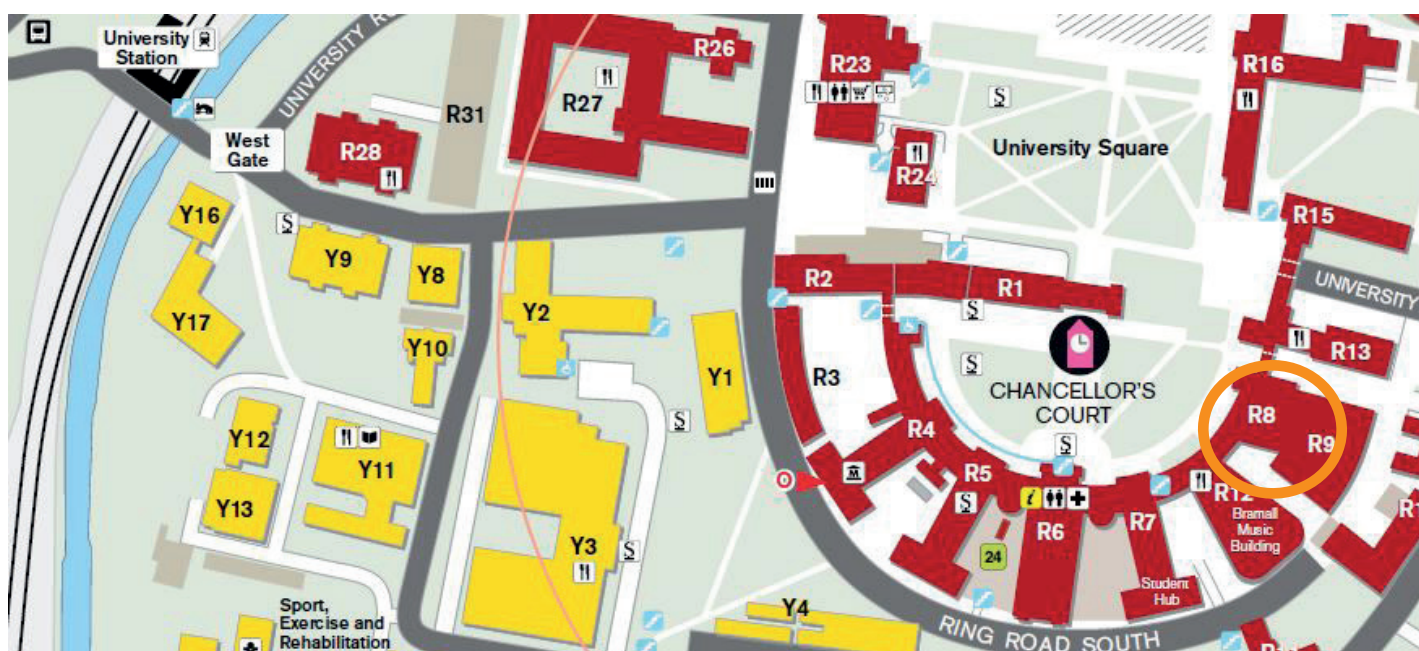 University
Station
UNIVERSITY
West
Gate
R31
R28
R27
R26
R23
R24
University Square
R16
R15
UNIVERSITY
R13
Y16
Y17
Y9
Y8
Y10
Y2
Y1
R2
R1
R3
R4
R5
CHANCELLOR'S
COURT
R8
R9
R12
Bramall
Music
Building
R6
R7
Student
Hub
24
M
i
O
Y12
Y13
Y11
Y3
Y4
Sport,
Exercise and
Rehabilitation
RING ROAD SOUTH
S
S
S
S
S
S
S
S